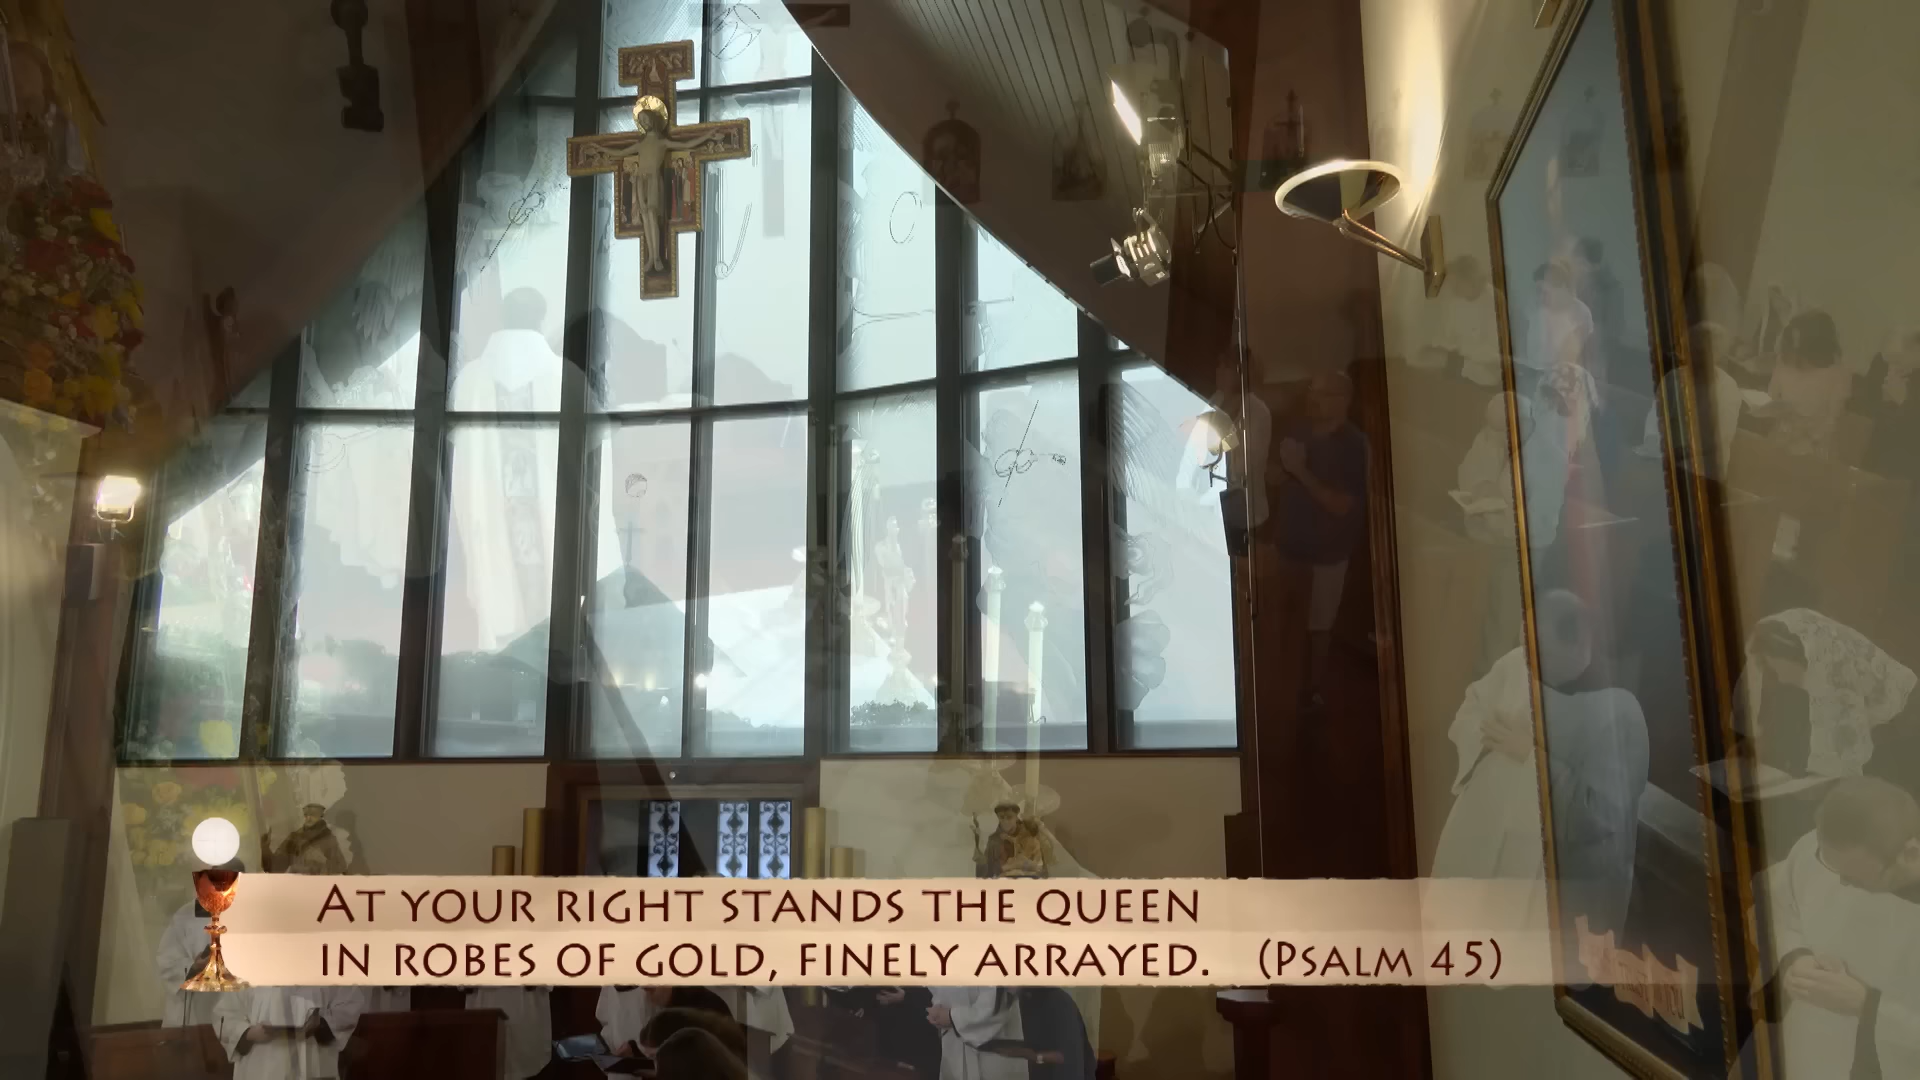 At your right stands the queen
in robes of gold, finely arrayed. (Psalm 45)